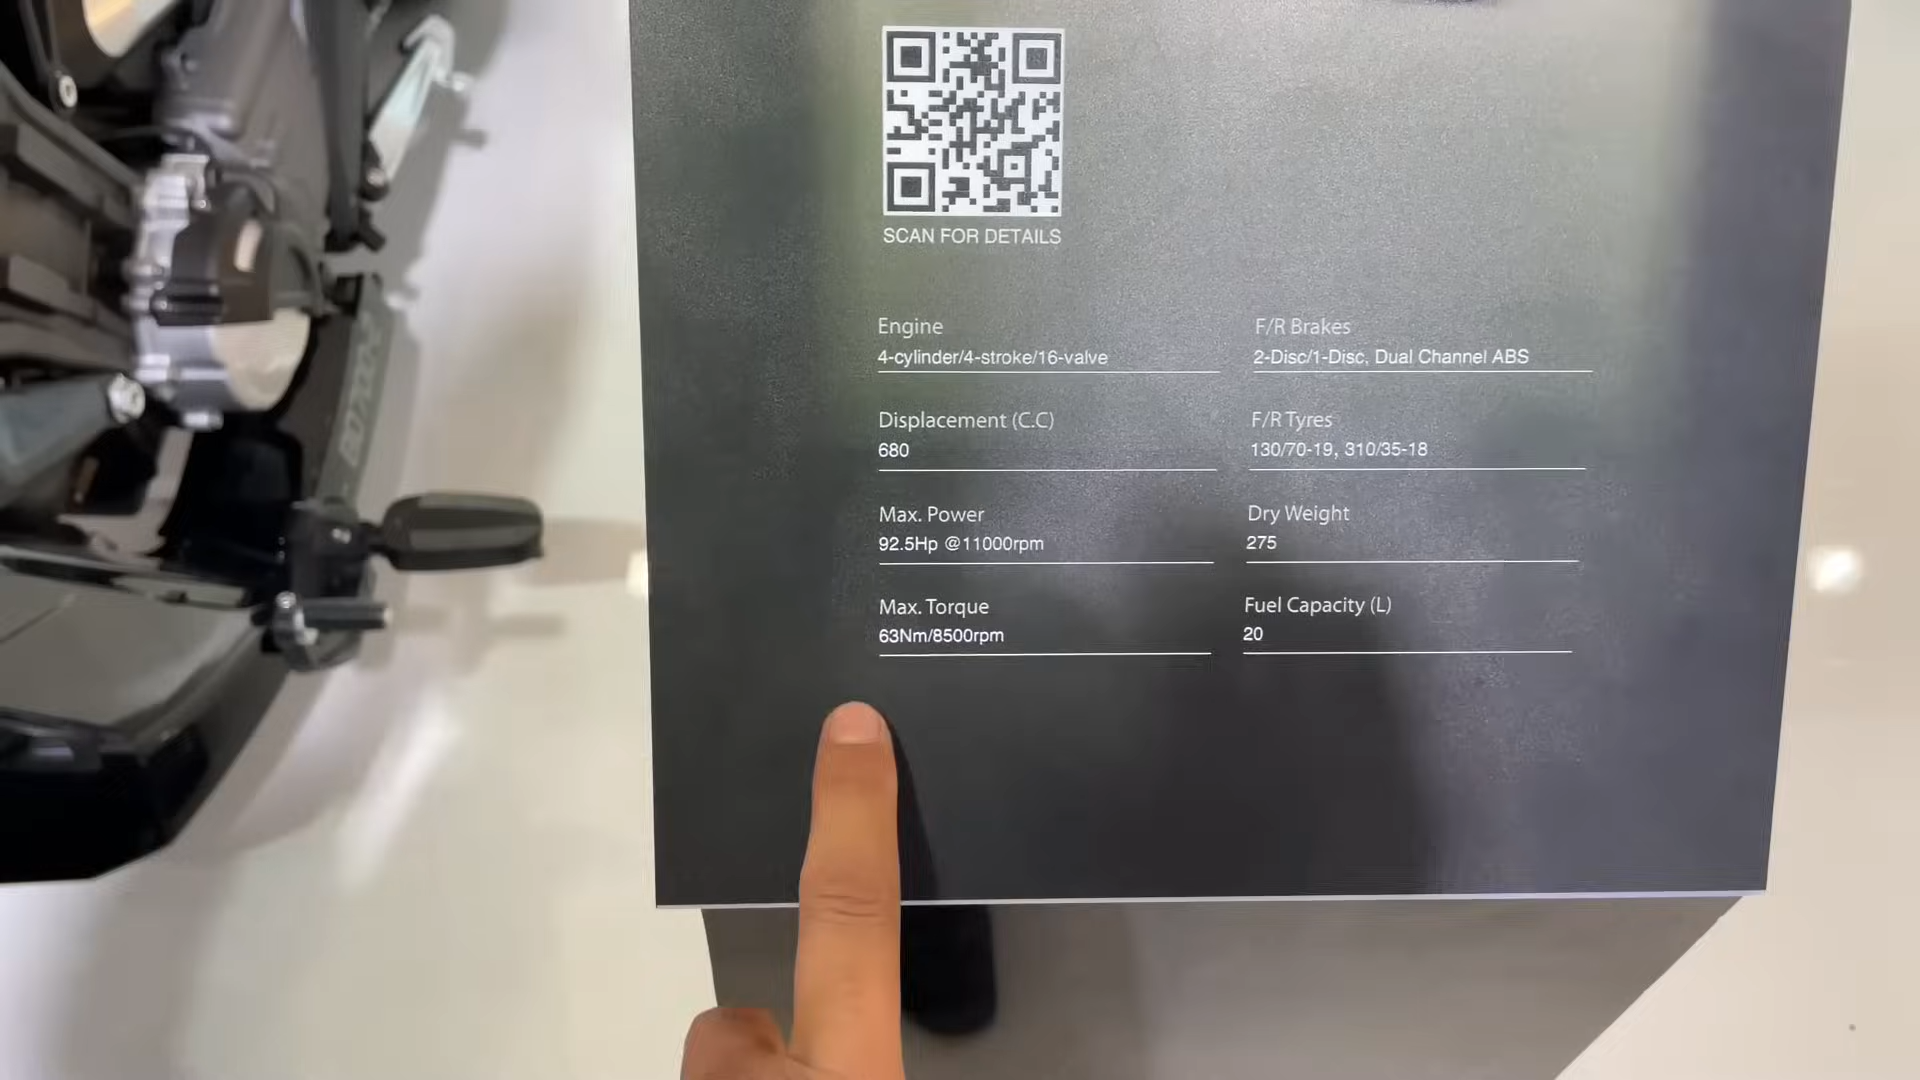 SCAN FOR DETAILS
Engine
4-cylinder/4-stroke/16-valve
Displacement (C.C)
680
Max. Power
92.5Hp @11000rpm
Max. Torque
63Nm/8500rpm
F/R Brakes
2-Disc/1-Disc, Dual Channel ABS
F/R Tyres
130/70-19, 310/35-18
Dry Weight
275
Fuel Capacity (L)
20